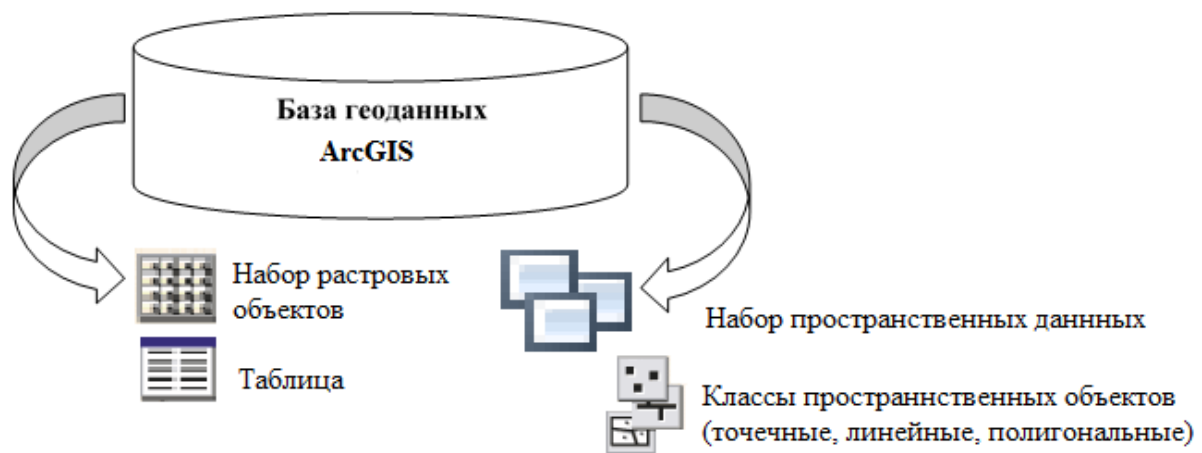 База геоданных
ArcGIS
Набор растровых
объектов
Таблица
Набор пространственных даннных
Классы пространнственных объектов
(точечные, линейные, полигональные)